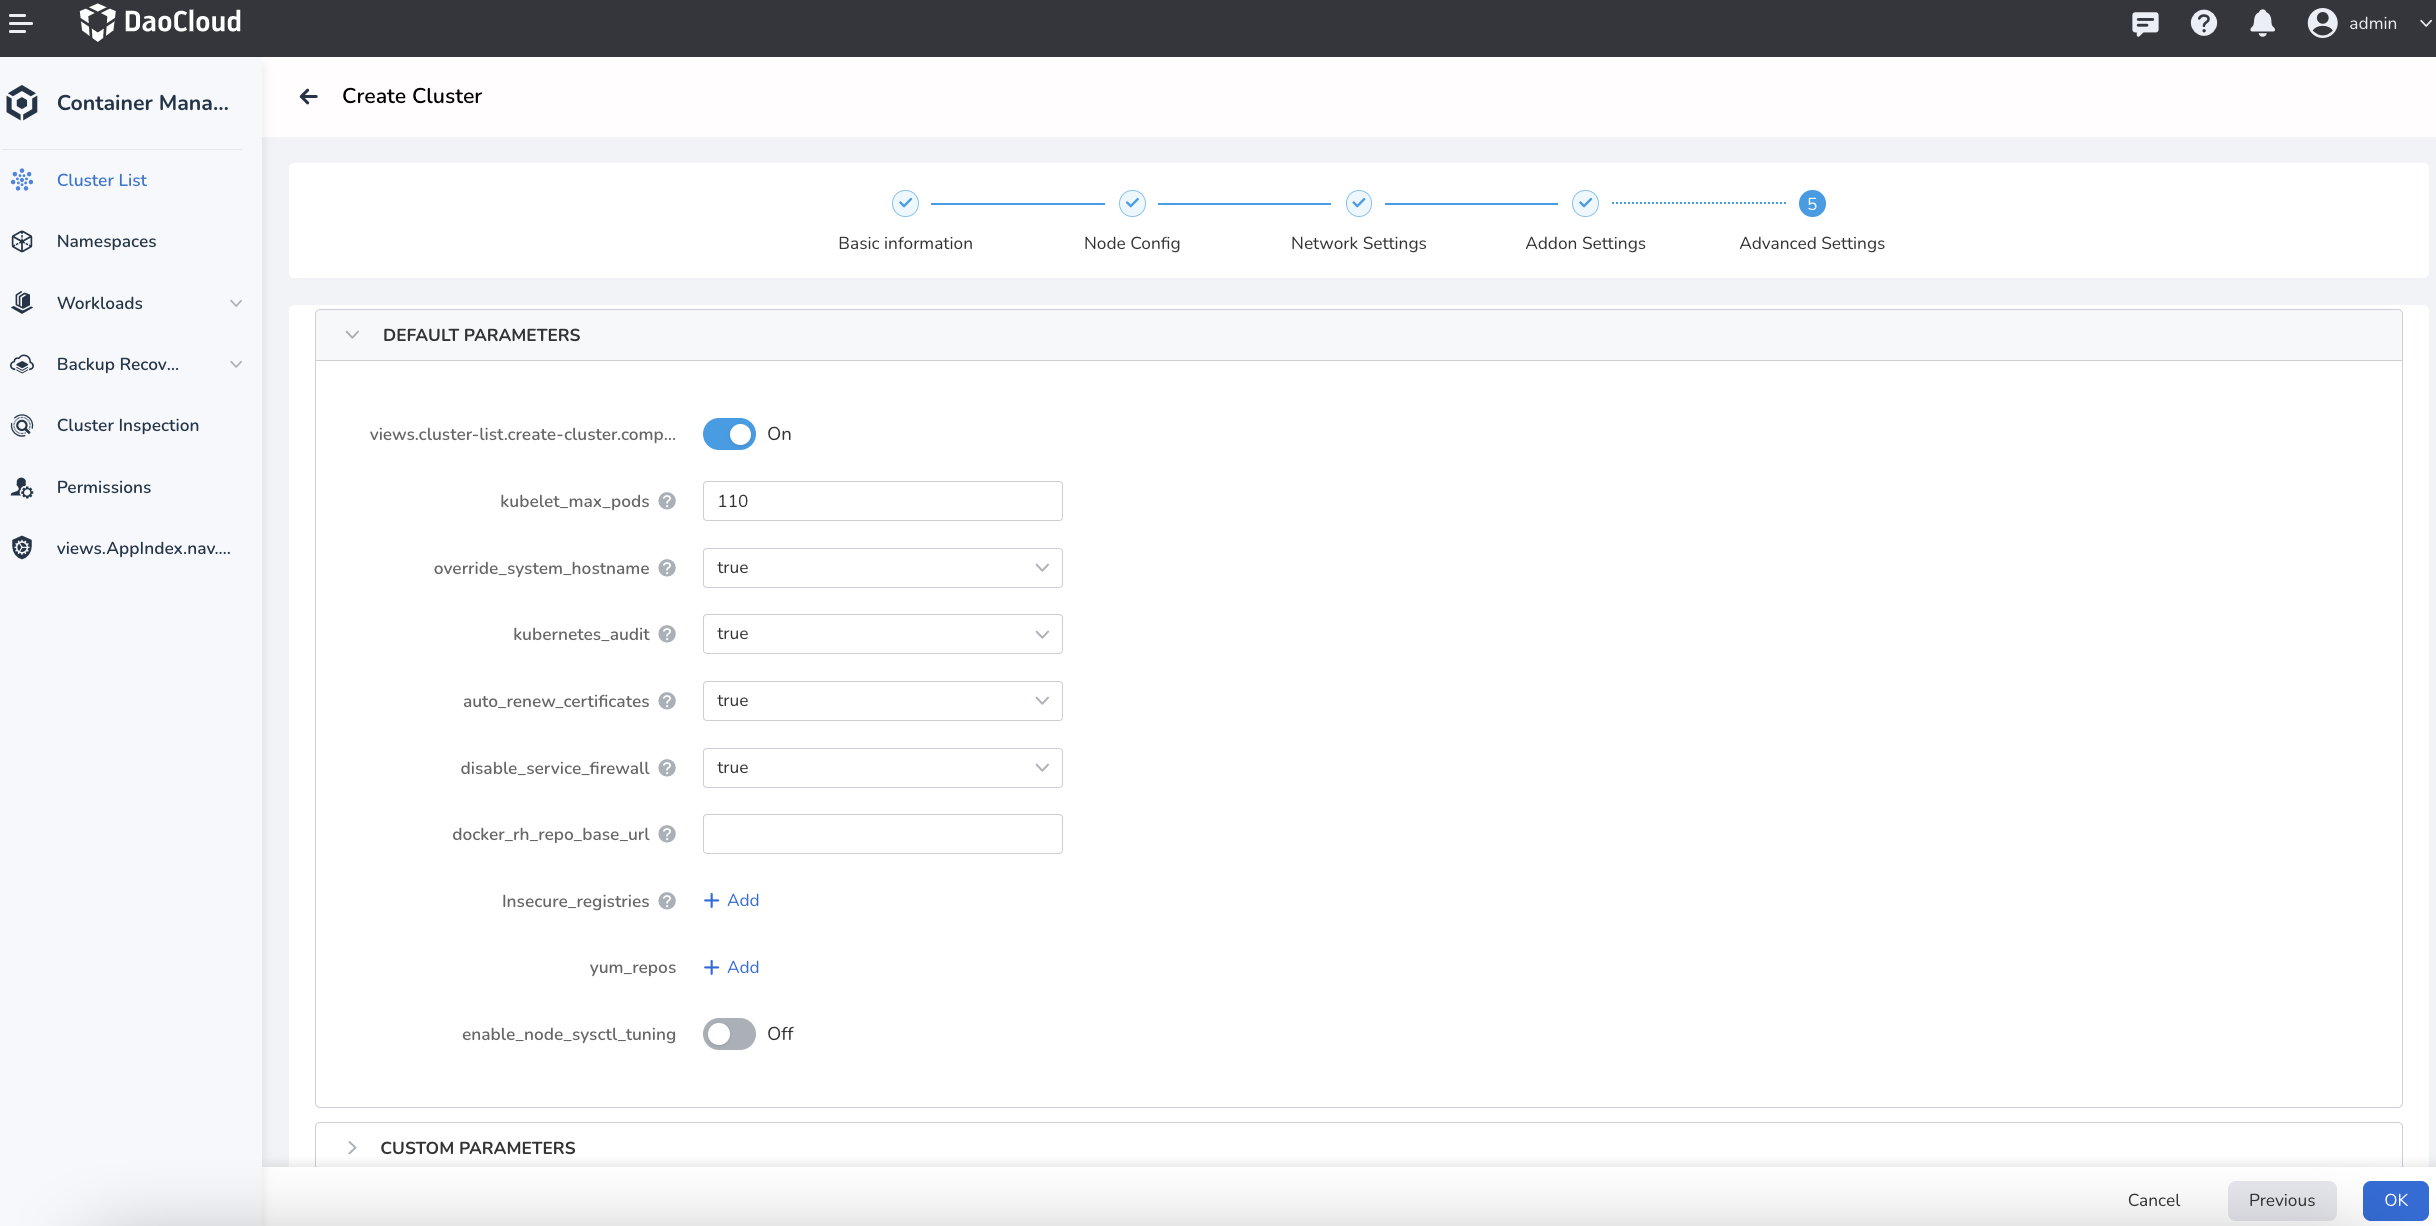 DaoCloud
admin
Container Mana...
Create Cluster
Cluster List
Namespaces
Workloads
Backup Recov...
Cluster Inspection
Permissions
views.AppIndex.nav....
5
Basic information
Node Config
Network Settings
Addon Settings
Advanced Settings
DEFAULT PARAMETERS
views.cluster-list.create-cluster.comp... On
kubelet_max_pods ? 110
override_system_hostname ? true
kubernetes_audit ? true
auto_renew_certificates ? true
disable_service_firewall ? true
docker_rh_repo_base_url ?
Insecure_registries ? + Add
yum_repos + Add
enable_node_sysctl_tuning Off
CUSTOM PARAMETERS
Cancel
Previous
OK